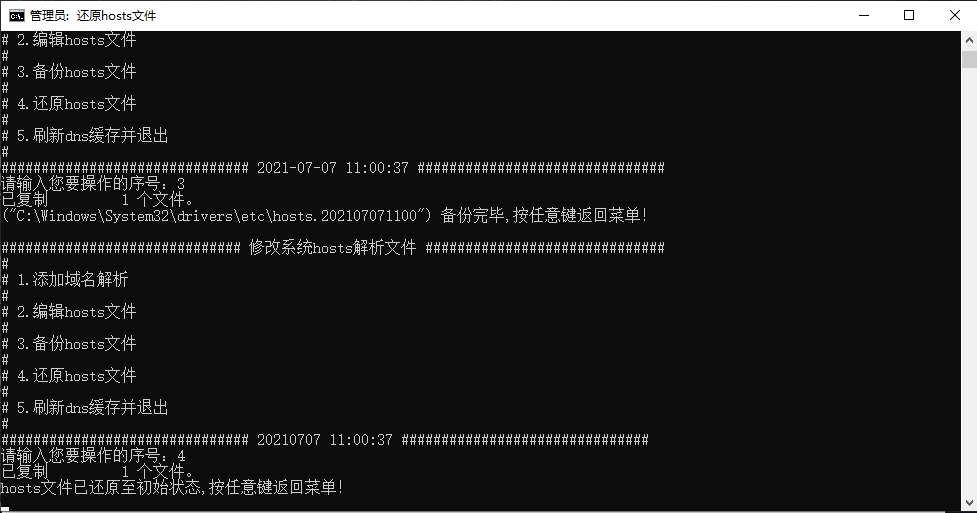 管理员: 还原hosts文件
# 2.编辑hosts文件
#
# 3.备份hosts文件
#
# 4.还原hosts文件
#
# 5.刷新dns缓存并退出
#
############################### 2021-07-07 11:00:37 ###############################
请输入您要操作的序号：3
已复制         1 个文件。
("C:\Windows\System32\drivers\etc\hosts.202107071100") 备份完毕,按任意键返回菜单!
############################## 修改系统hosts解析文件 ##############################
#
# 1.添加域名解析
#
# 2.编辑hosts文件
#
# 3.备份hosts文件
#
# 4.还原hosts文件
#
# 5.刷新dns缓存并退出
#
############################### 20210707 11:00:37 ###############################
请输入您要操作的序号：4
已复制         1 个文件。
hosts文件已还原至初始状态,按任意键返回菜单!